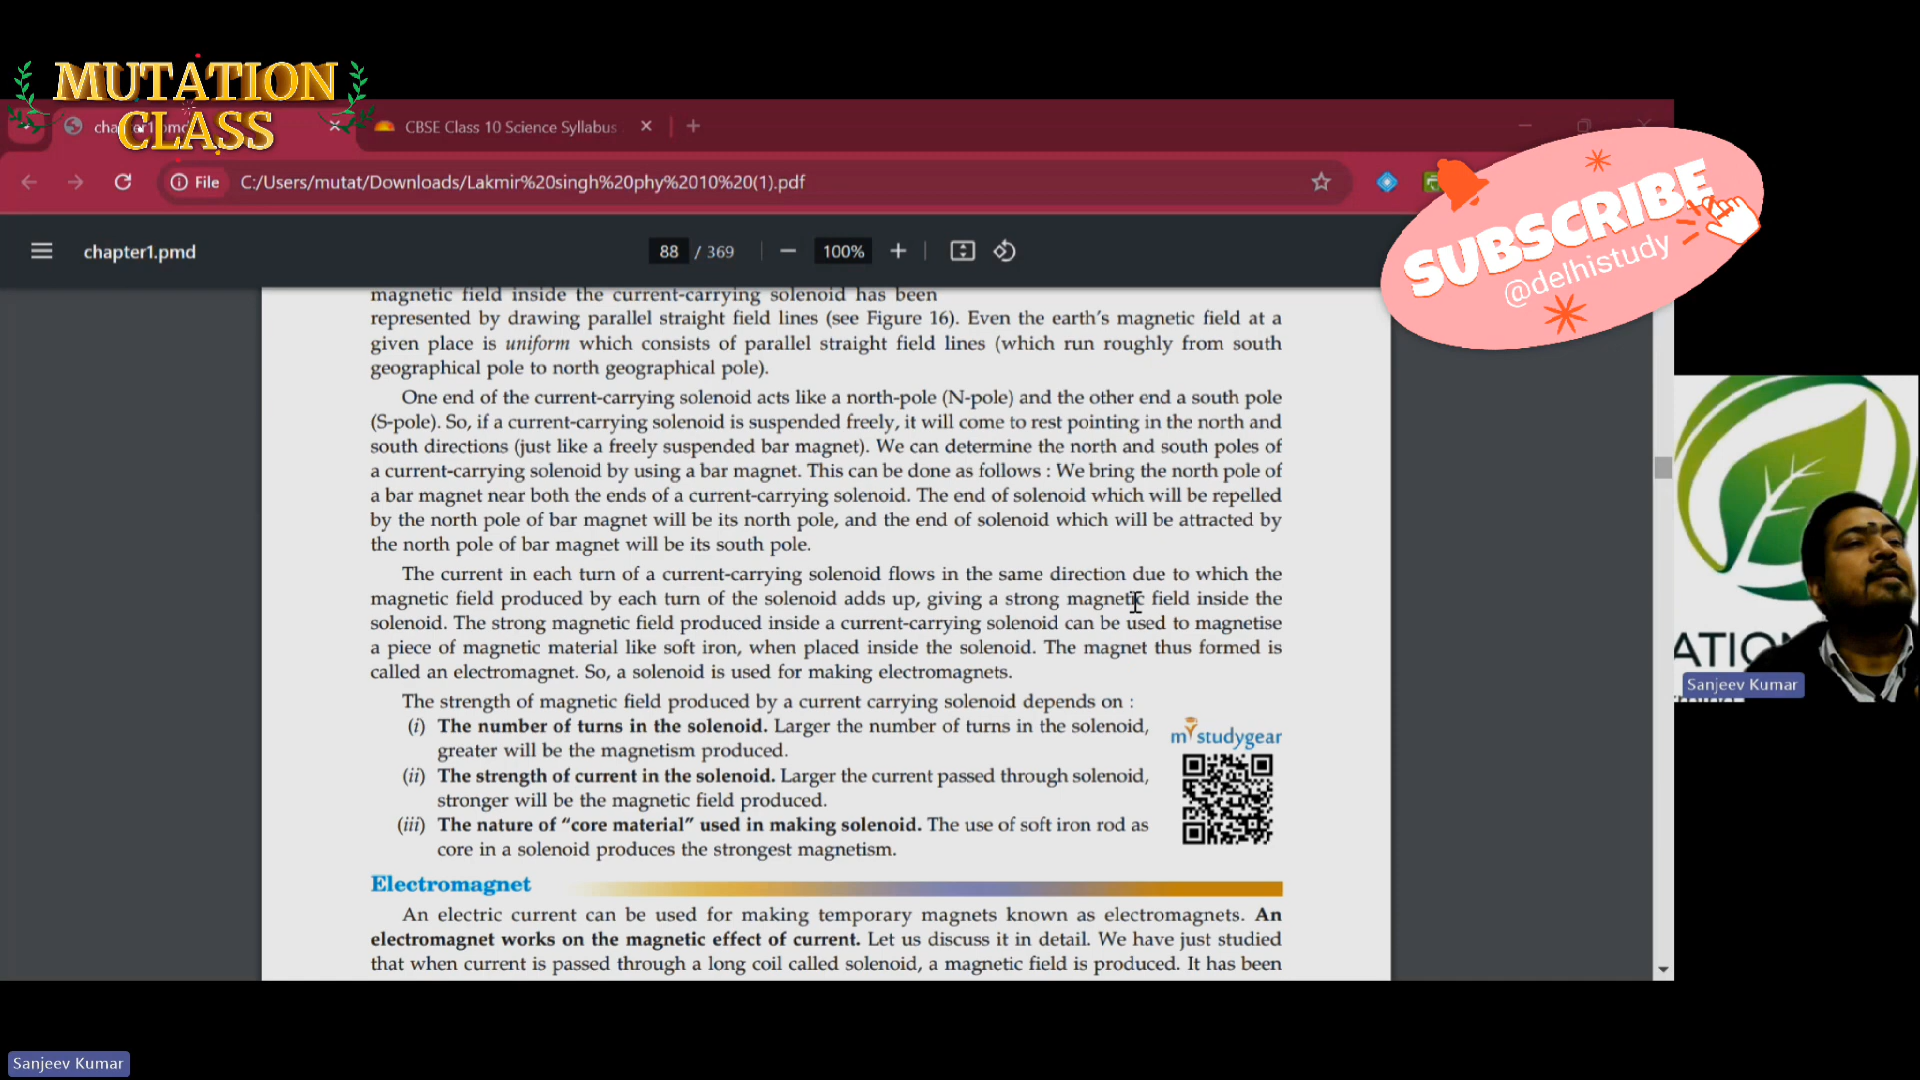 MUTATION
CLASS
CBSE Class 10 Science Syllabus
File C:/Users/mutat/Downloads/Lakmir%20singh%20phy%2010%20(1).pdf
chapter1.pmd
88 / 369
100%
SUBSCRIBE
@delhistudy
magnetic field inside the current-carrying solenoid has been
represented by drawing parallel straight field lines (see Figure 16). Even the earth's magnetic field at a
given place is uniform which consists of parallel straight field lines (which run roughly from south
geographical pole to north geographical pole).
One end of the current-carrying solenoid acts like a north-pole (N-pole) and the other end a south pole
(S-pole). So, if a current-carrying solenoid is suspended freely, it will come to rest pointing in the north and
south directions (just like a freely suspended bar magnet). We can determine the north and south poles of
a current-carrying solenoid by using a bar magnet. This can be done as follows : We bring the north pole of
a bar magnet near both the ends of a current-carrying solenoid. The end of solenoid which will be repelled
by the north pole of bar magnet will be its north pole, and the end of solenoid which will be attracted by
the north pole of bar magnet will be its south pole.
The current in each turn of a current-carrying solenoid flows in the same direction due to which the
magnetic field produced by each turn of the solenoid adds up, giving a strong magnetic field inside the
solenoid. The strong magnetic field produced inside a current-carrying solenoid can be used to magnetise
a piece of magnetic material like soft iron, when placed inside the solenoid. The magnet thus formed is
called an electromagnet. So, a solenoid is used for making electromagnets.
The strength of magnetic field produced by a current carrying solenoid depends on :
(i) The number of turns in the solenoid. Larger the number of turns in the solenoid,
greater will be the magnetism produced.
(ii) The strength of current in the solenoid. Larger the current passed through solenoid,
stronger will be the magnetic field produced.
(iii) The nature of "core material" used in making solenoid. The use of soft iron rod as
core in a solenoid produces the strongest magnetism.
mystudygear
Electromagnet
An electric current can be used for making temporary magnets known as electromagnets. An
electromagnet works on the magnetic effect of current. Let us discuss it in detail. We have just studied
that when current is passed through a long coil called solenoid, a magnetic field is produced. It has been
Sanjeev Kumar
Sanjeev Kumar